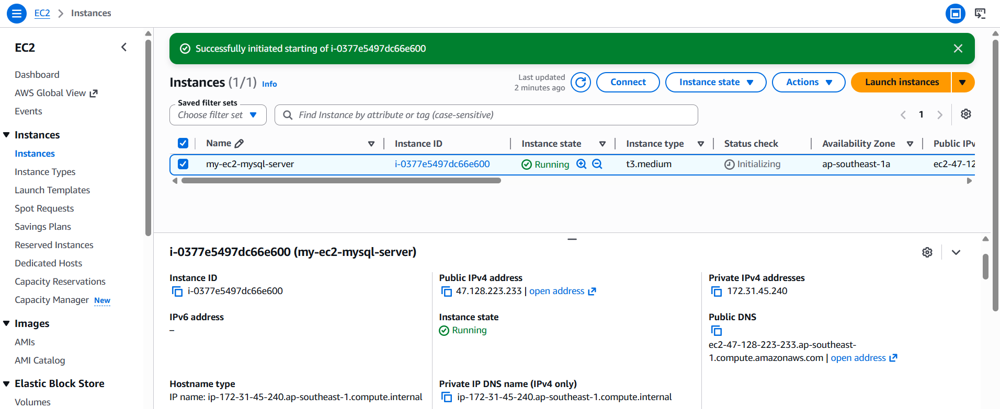 EC2 > Instances
EC2
Dashboard
AWS Global View
Events
Instances
Instances
Instance Types
Launch Templates
Spot Requests
Savings Plans
Reserved Instances
Dedicated Hosts
Capacity Reservations
Capacity Manager New
Images
AMIs
AMI Catalog
Elastic Block Store
Volumes
Successfully initiated starting of i-0377e5497dc66e600
Instances (1/1) Info
Last updated
2 minutes ago
Connect
Instance state
Actions
Launch instances
Saved filter sets
Choose filter set
Find Instance by attribute or tag (case-sensitive)
1
Name Instance ID Instance state Instance type Status check Availability Zone Public IPv
my-ec2-mysql-server i-0377e5497dc66e600 Running t3.medium Initializing ap-southeast-1a ec2-47-12
i-0377e5497dc66e600 (my-ec2-mysql-server)
Instance ID
i-0377e5497dc66e600
Public IPv4 address
47.128.223.233 | open address
Private IPv4 addresses
172.31.45.240
IPv6 address
–
Instance state
Running
Public DNS
ec2-47-128-223-233.ap-southeast-
1.compute.amazonaws.com | open address
Hostname type
IP name: ip-172-31-45-240.ap-southeast-1.compute.internal
Private IP DNS name (IPv4 only)
ip-172-31-45-240.ap-southeast-1.compute.internal